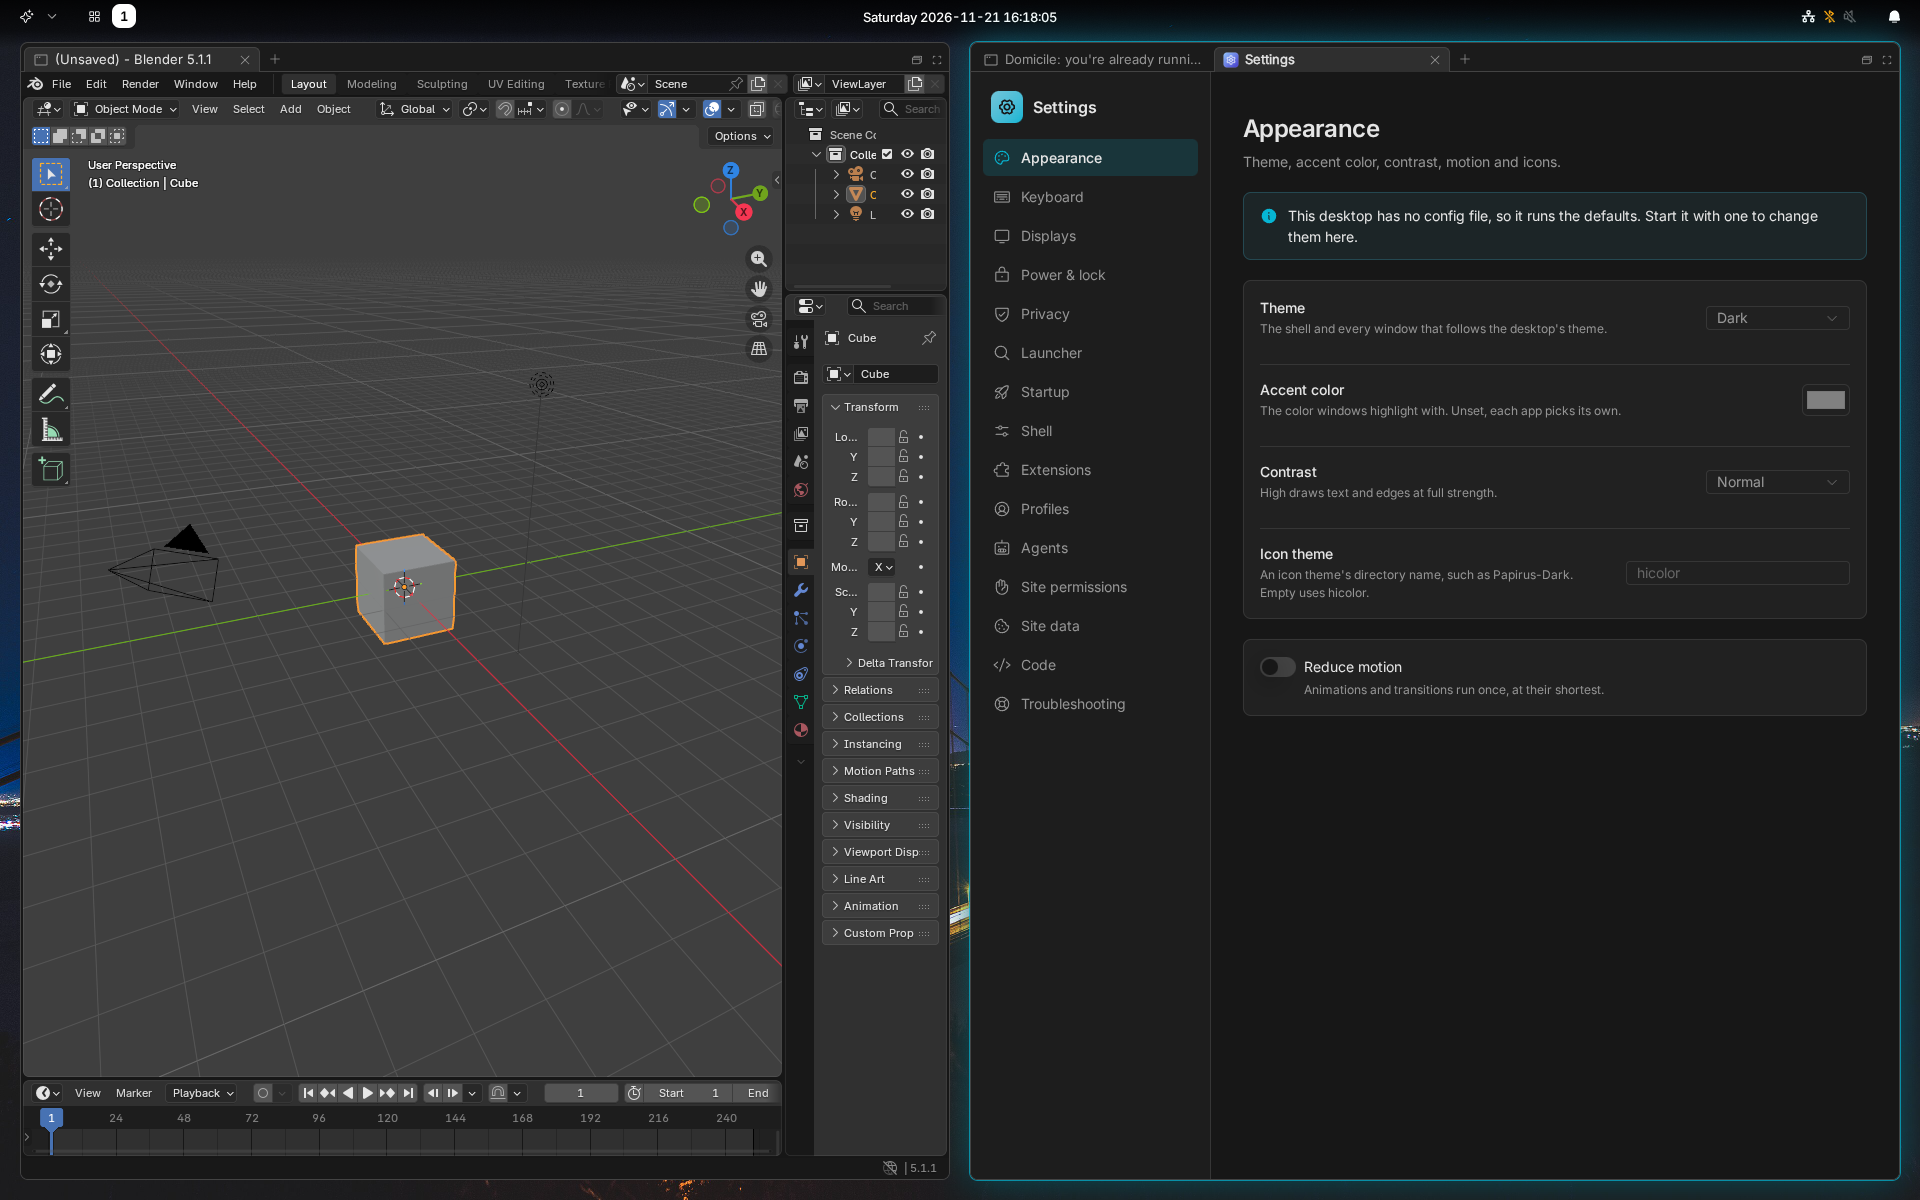 1
Saturday 2026-11-21 16:18:05
(Unsaved) - Blender 5.1.1
File Edit Render Window Help
Layout Modeling Sculpting UV Editing Texture
Scene
ViewLayer
Object Mode View Select Add Object
Global
Search
Options
User Perspective
(1) Collection | Cube
Z
Y
X
Scene Cc
Colle
C
C
L
Search
Cube
Cube
Transform
Lo...
Y
Z
Ro...
Y
Z
Mo... X
Sc...
Y
Z
Delta Transfor
Relations
Collections
Instancing
Motion Paths
Shading
Visibility
Viewport Disp
Line Art
Animation
Custom Prop
View Marker Playback
1
Start 1
End
1 24 48 72 96 120 144 168 192 216 240
5.1.1
Domicile: you're already runni...
Settings
Settings
Appearance
Keyboard
Displays
Power & lock
Privacy
Launcher
Startup
Shell
Extensions
Profiles
Agents
Site permissions
Site data
Code
Troubleshooting
Appearance
Theme, accent color, contrast, motion and icons.
This desktop has no config file, so it runs the defaults. Start it with one to change
them here.
Theme
The shell and every window that follows the desktop's theme.
Dark
Accent color
The color windows highlight with. Unset, each app picks its own.
Contrast
High draws text and edges at full strength.
Normal
Icon theme
An icon theme's directory name, such as Papirus-Dark.
Empty uses hicolor.
hicolor
Reduce motion
Animations and transitions run once, at their shortest.